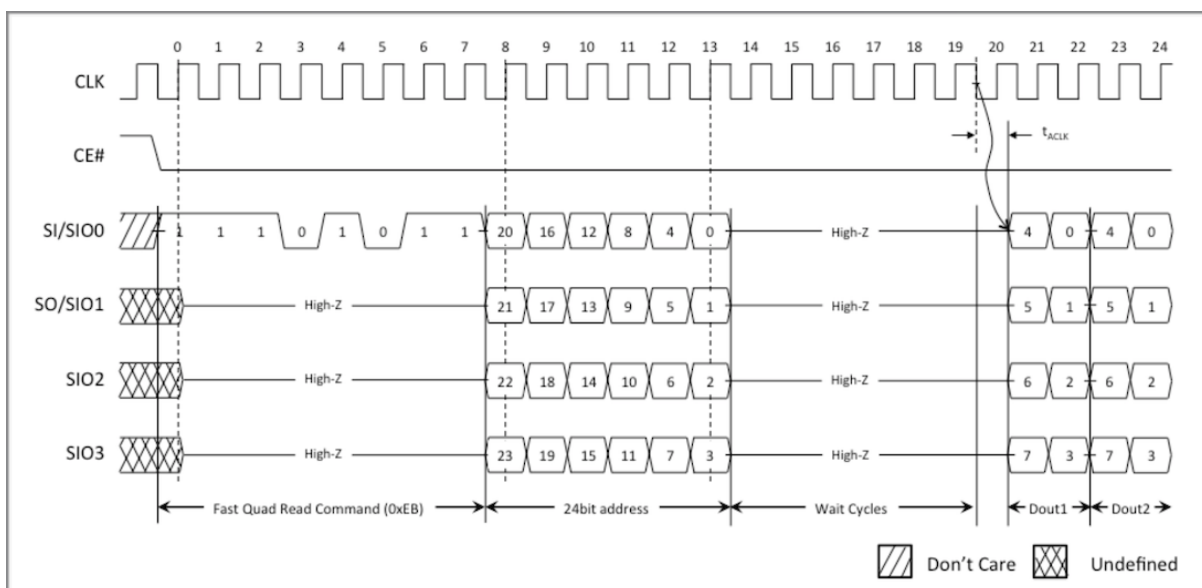 0 1 2 3 4 5 6 7 8 9 10 11 12 13 14 15 16 17 18 19 20 21 22 23 24
CLK
t_ACLK
CE#
SI/SIO0 1 1 1 0 1 0 1 1 20 16 12 8 4 0 High-Z 4 0 4 0
SO/SIO1 High-Z 21 17 13 9 5 1 High-Z 5 1 5 1
SIO2 High-Z 22 18 14 10 6 2 High-Z 6 2 6 2
SIO3 High-Z 23 19 15 11 7 3 High-Z 7 3 7 3
Fast Quad Read Command (0xEB) 24bit address Wait Cycles Dout1 Dout2
Don't Care Undefined